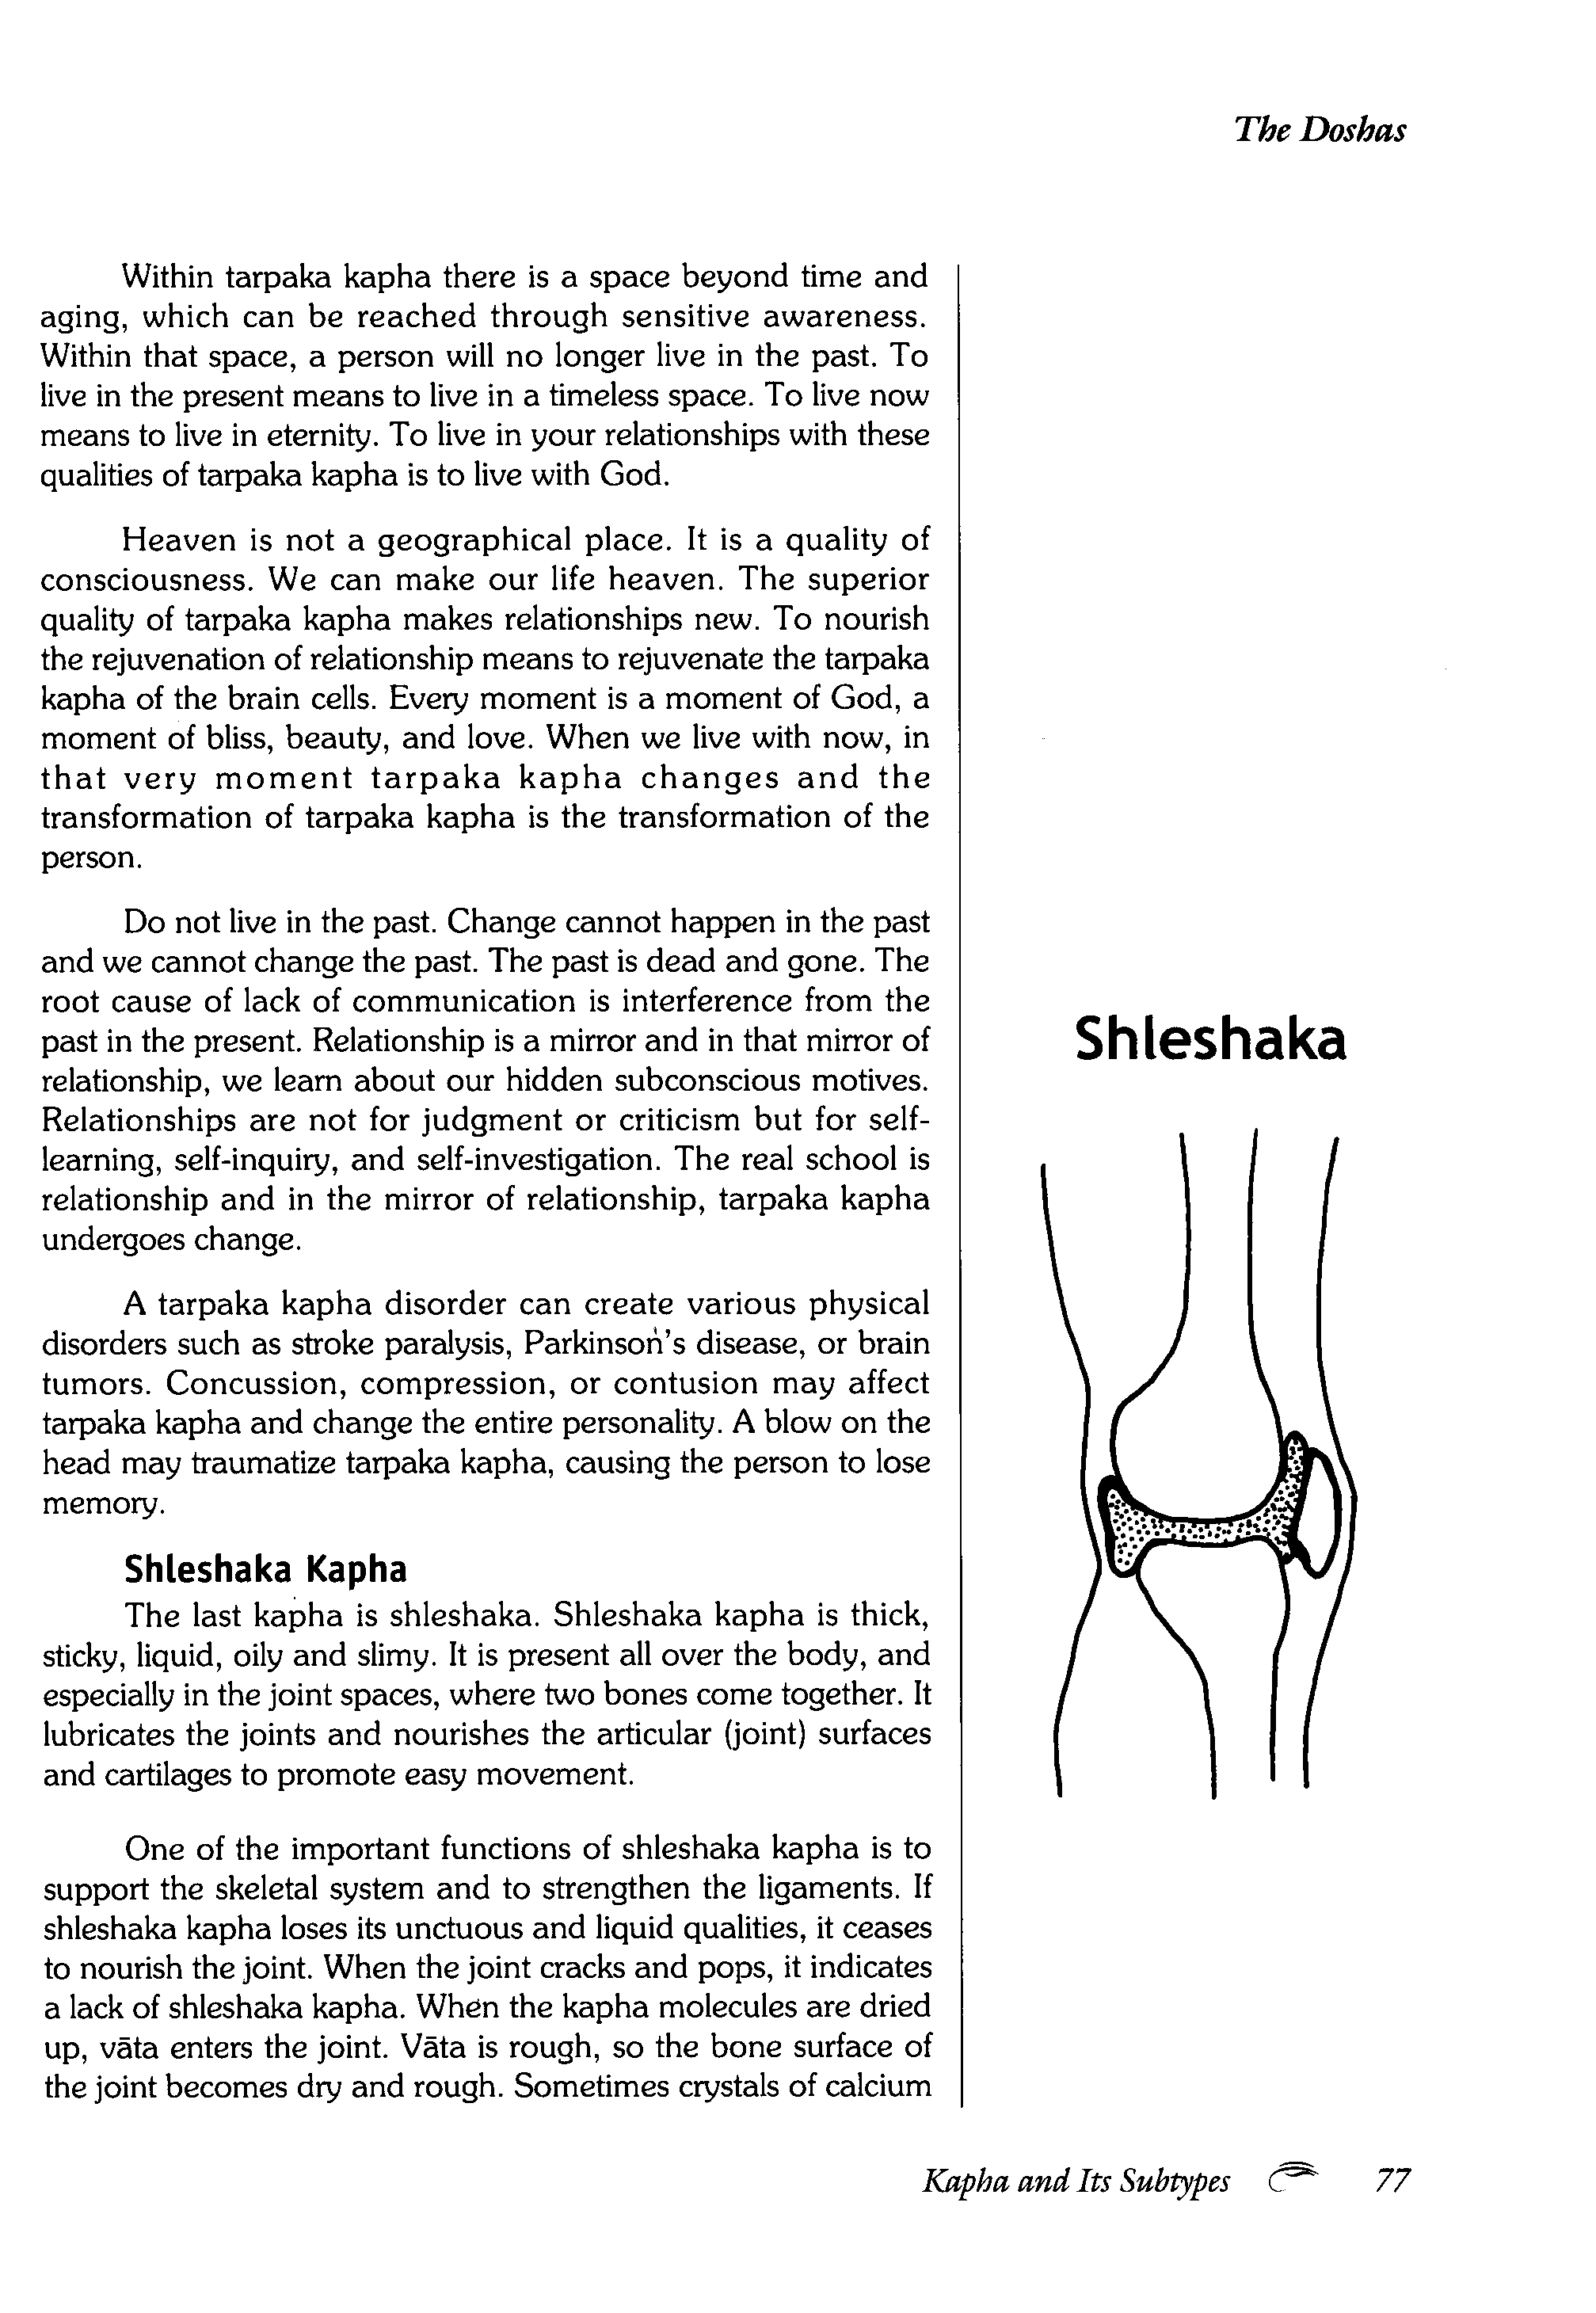 The Doshas
Within tarpaka kapha there is a space beyond time and
aging, which can be reached through sensitive awareness.
Within that space, a person will no longer live in the past. To
live in the present means to live in a timeless space. To live now
means to live in eternity. To live in your relationships with these
qualities of tarpaka kapha is to live with God.
Heaven is not a geographical place. It is a quality of
consciousness. We can make our life heaven. The superior
quality of tarpaka kapha makes relationships new. To nourish
the rejuvenation of relationship means to rejuvenate the tarpaka
kapha of the brain cells. Every moment is a moment of God, a
moment of bliss, beauty, and love. When we live with now, in
that very moment tarpaka kapha changes and the
transformation of tarpaka kapha is the transformation of the
person.
Do not live in the past. Change cannot happen in the past
and we cannot change the past. The past is dead and gone. The
root cause of lack of communication is interference from the
past in the present. Relationship is a mirror and in that mirror of
relationship, we learn about our hidden subconscious motives.
Relationships are not for judgment or criticism but for self-
learning, self-inquiry, and self-investigation. The real school is
relationship and in the mirror of relationship, tarpaka kapha
undergoes change.
A tarpaka kapha disorder can create various physical
disorders such as stroke paralysis, Parkinson's disease, or brain
tumors. Concussion, compression, or contusion may affect
tarpaka kapha and change the entire personality. A blow on the
head may traumatize tarpaka kapha, causing the person to lose
memory.
Shleshaka Kapha
The last kapha is shleshaka. Shleshaka kapha is thick,
sticky, liquid, oily and slimy. It is present all over the body, and
especially in the joint spaces, where two bones come together. It
lubricates the joints and nourishes the articular (joint) surfaces
and cartilages to promote easy movement.
One of the important functions of shleshaka kapha is to
support the skeletal system and to strengthen the ligaments. If
shleshaka kapha loses its unctuous and liquid qualities, it ceases
to nourish the joint. When the joint cracks and pops, it indicates
a lack of shleshaka kapha. When the kapha molecules are dried
up, vāta enters the joint. Vāta is rough, so the bone surface of
the joint becomes dry and rough. Sometimes crystals of calcium
Shleshaka
Kapha and Its Subtypes 77